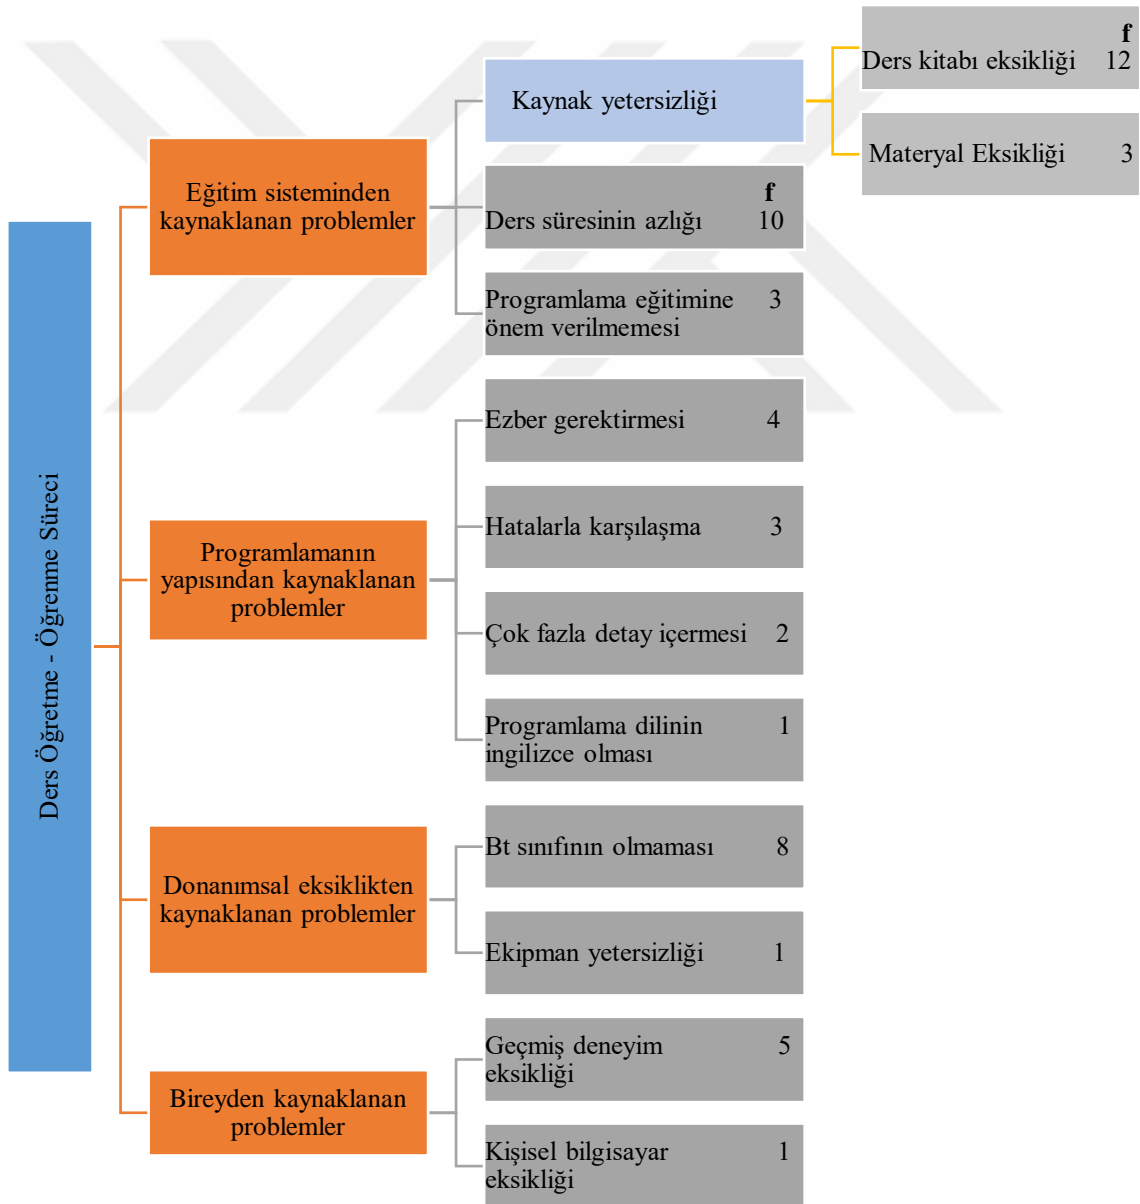 Ders Öğretme - Öğrenme Süreci
Eğitim sisteminden
kaynaklanan problemler
Kaynak yetersizliği
f
Ders kitabı eksikliği 12
Materyal Eksikliği 3
f
Ders süresinin azlığı 10
Programlama eğitimine 3
önem verilmemesi
Programlamanın
yapısından kaynaklanan
problemler
Ezber gerektirmesi 4
Hatalarla karşılaşma 3
Çok fazla detay içermesi 2
Programlama dilinin 1
ingilizce olması
Donanımsal eksiklikten
kaynaklanan problemler
Bt sınıfının olmaması 8
Ekipman yetersizliği 1
Bireyden kaynaklanan
problemler
Geçmiş deneyim 5
eksikliği
Kişisel bilgisayar 1
eksikliği